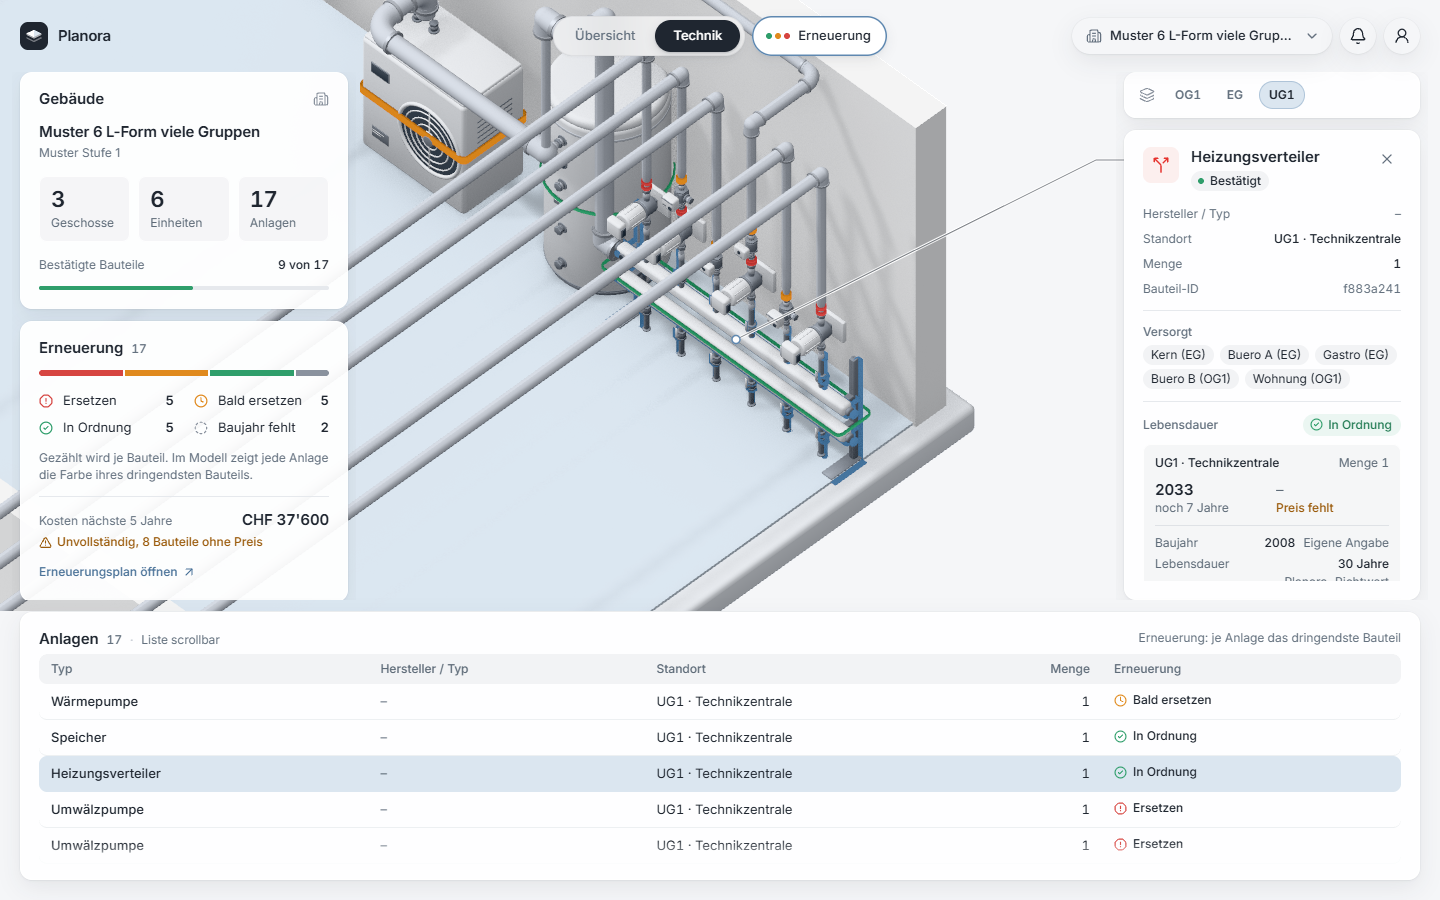 Planora
Übersicht
Technik
Erneuerung
Muster 6 L-Form viele Grup...
Gebäude
Muster 6 L-Form viele Gruppen
Muster Stufe 1
3
Geschosse
6
Einheiten
17
Anlagen
Bestätigte Bauteile
9 von 17
Erneuerung 17
Ersetzen 5
Bald ersetzen 5
In Ordnung 5
Baujahr fehlt 2
Gezählt wird je Bauteil. Im Modell zeigt jede Anlage
die Farbe ihres dringendsten Bauteils.
Kosten nächste 5 Jahre CHF 37'600
Unvollständig, 8 Bauteile ohne Preis
Erneuerungsplan öffnen
OG1 EG UG1
Heizungsverteiler
Bestätigt
Hersteller / Typ –
Standort UG1 · Technikzentrale
Menge 1
Bauteil-ID f883a241
Versorgt
Kern (EG) Buero A (EG) Gastro (EG)
Buero B (OG1) Wohnung (OG1)
Lebensdauer In Ordnung
UG1 · Technikzentrale Menge 1
2033 –
noch 7 Jahre Preis fehlt
Baujahr 2008 Eigene Angabe
Lebensdauer 30 Jahre
Anlagen 17 · Liste scrollbar
Erneuerung: je Anlage das dringendste Bauteil
Typ Hersteller / Typ Standort Menge Erneuerung
Wärmepumpe – UG1 · Technikzentrale 1 Bald ersetzen
Speicher – UG1 · Technikzentrale 1 In Ordnung
Heizungsverteiler – UG1 · Technikzentrale 1 In Ordnung
Umwälzpumpe – UG1 · Technikzentrale 1 Ersetzen
Umwälzpumpe – UG1 · Technikzentrale 1 Ersetzen